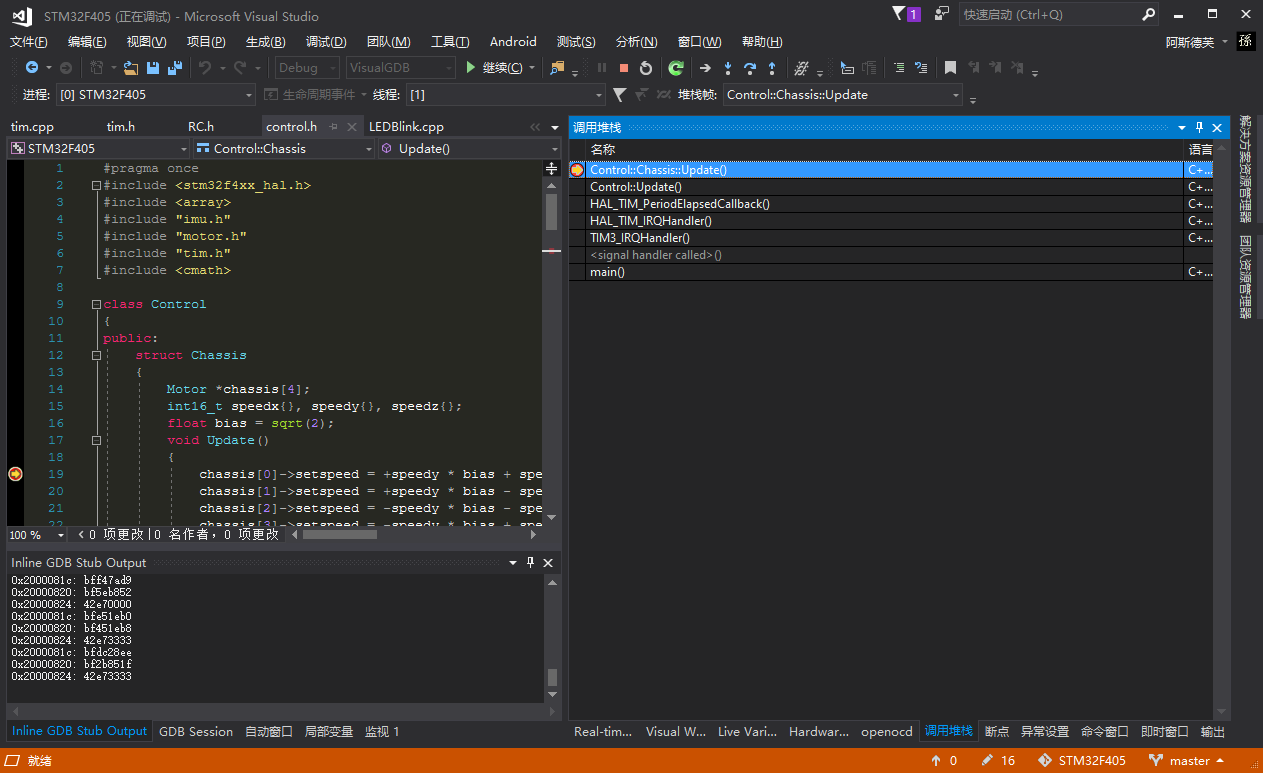 STM32F405 (正在调试) - Microsoft Visual Studio
1
快速启动 (Ctrl+Q)
文件(F) 编辑(E) 视图(V) 项目(P) 生成(B) 调试(D) 团队(M) 工具(T) Android 测试(S) 分析(N) 窗口(W) 帮助(H)
阿斯德芙 孫
Debug VisualGDB 继续(C)
进程: [0] STM32F405 生命周期事件 线程: [1] 堆栈帧: Control::Chassis::Update
tim.cpp tim.h RC.h control.h LEDBlink.cpp
STM32F405 Control::Chassis Update()
1 #pragma once
2 #include <stm32f4xx_hal.h>
3 #include <array>
4 #include "imu.h"
5 #include "motor.h"
6 #include "tim.h"
7 #include <cmath>
8
9 class Control
10 {
11 public:
12 struct Chassis
13 {
14 Motor *chassis[4];
15 int16_t speedx{}, speedy{}, speedz{};
16 float bias = sqrt(2);
17 void Update()
18 {
19 chassis[0]->setspeed = +speedy * bias + spe
20 chassis[1]->setspeed = +speedy * bias - spe
21 chassis[2]->setspeed = -speedy * bias - spe
22 chassis[3]->setspeed = -speedy * bias + spe
100 % 0 项更改 | 0 名作者, 0 项更改
Inline GDB Stub Output
0x2000081c: bff47ad9
0x20000820: bf5eb852
0x20000824: 42e70000
0x2000081c: bfe51eb0
0x20000820: bf451eb8
0x20000824: 42e73333
0x2000081c: bfdc28ee
0x20000820: bf2b851f
0x20000824: 42e73333
Inline GDB Stub Output GDB Session 自动窗口 局部变量 监视 1
调用堆栈
名称 语言
Control::Chassis::Update() C+...
Control::Update() C+...
HAL_TIM_PeriodElapsedCallback() C+...
HAL_TIM_IRQHandler() C+...
TIM3_IRQHandler() C+...
<signal handler called>()
main() C+...
Real-tim... Visual W... Live Vari... Hardwar... openocd 调用堆栈 断点 异常设置 命令窗口 即时窗口 输出
解决方案资源管理器
团队资源管理器
就绪 0 16 STM32F405 master